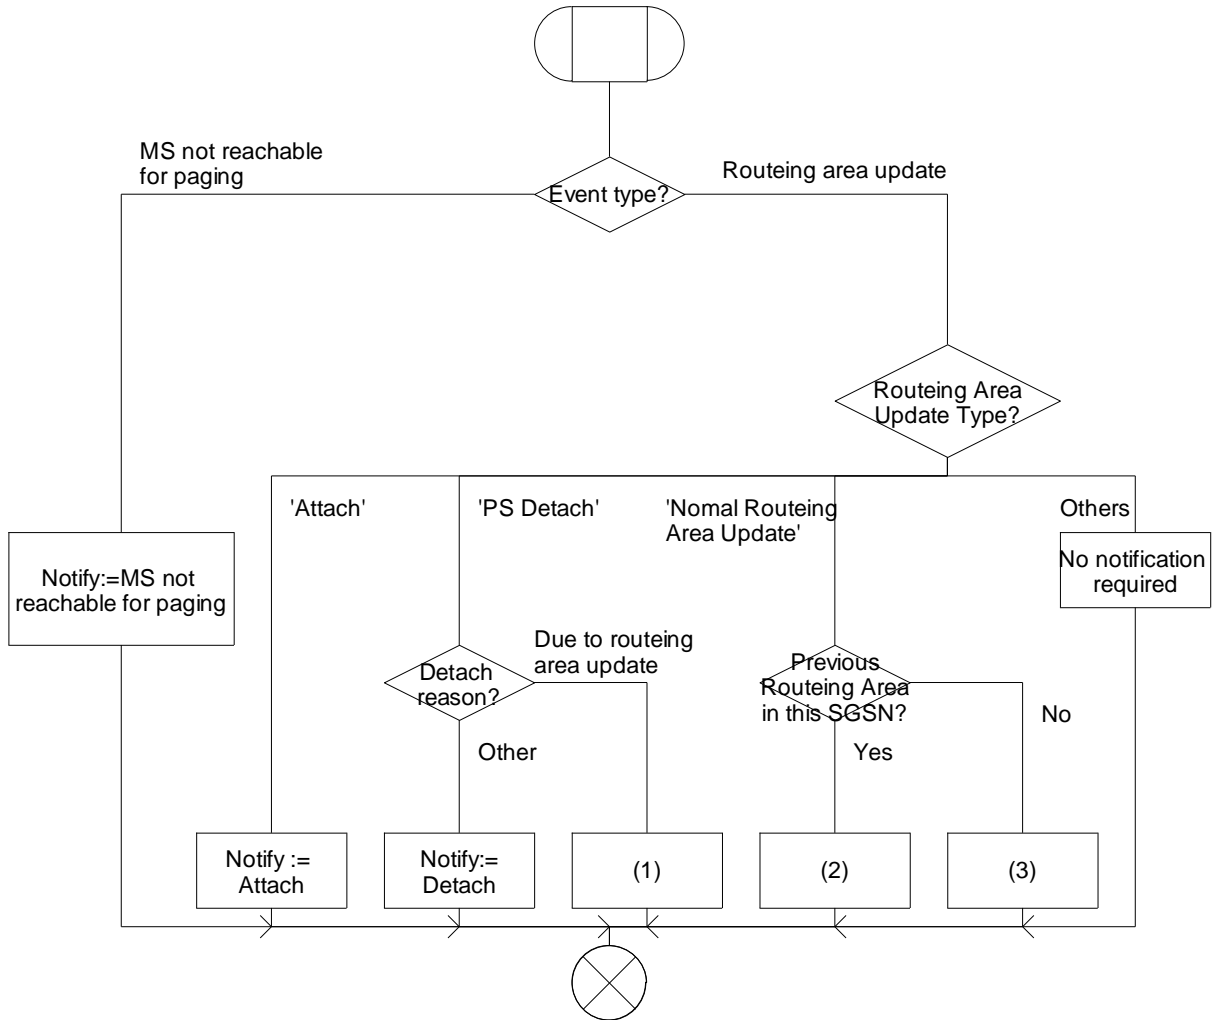 MS not reachable
for paging
Event type?
Routeing area update
Routeing Area
Update Type?
'Attach'
'PS Detach'
'Nomal Routeing
Area Update'
Others
Notify:=MS not
reachable for paging
No notification
required
Due to routeing
area update
Detach
reason?
Previous
Routeing Area
in this SGSN?
No
Other
Yes
Notify :=
Attach
Notify:=
Detach
(1)
(2)
(3)